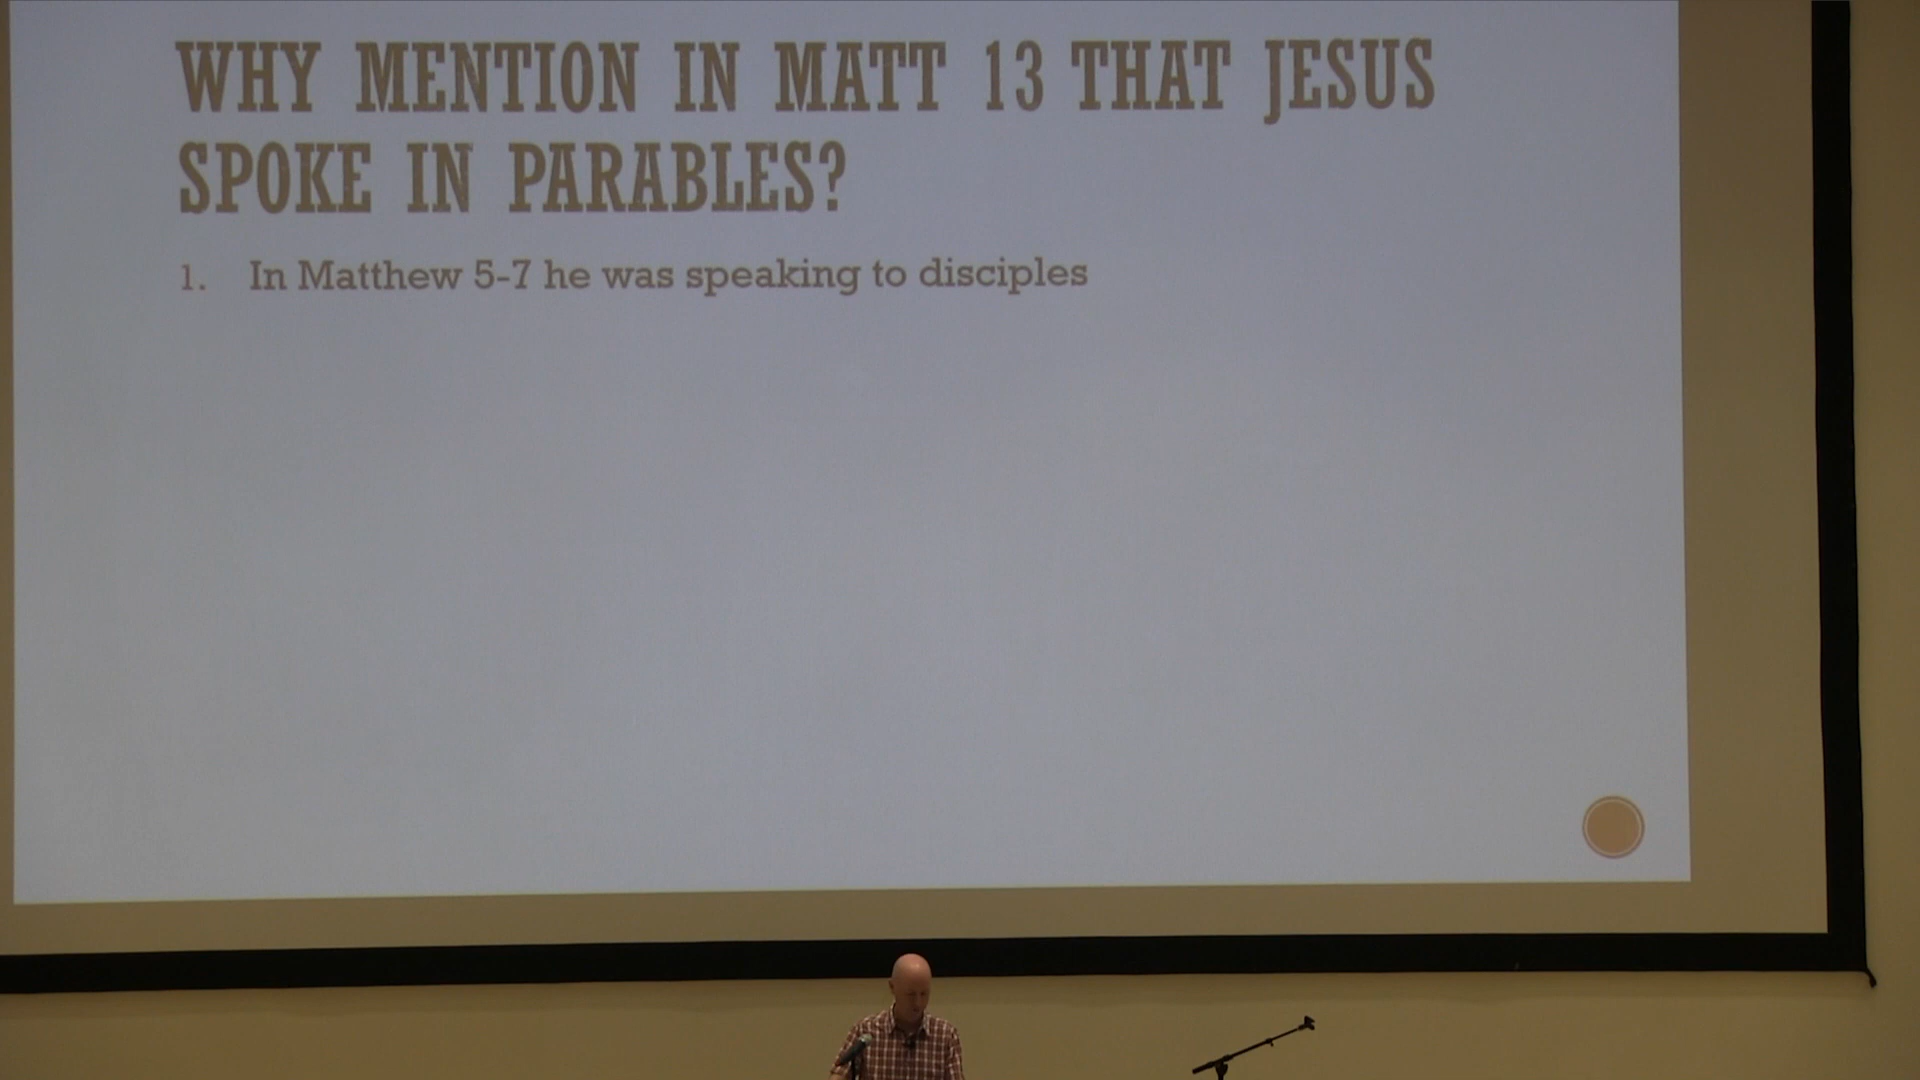 WHY MENTION IN MATT 13 THAT JESUS
SPOKE IN PARABLES?
1. In Matthew 5-7 he was speaking to disciples